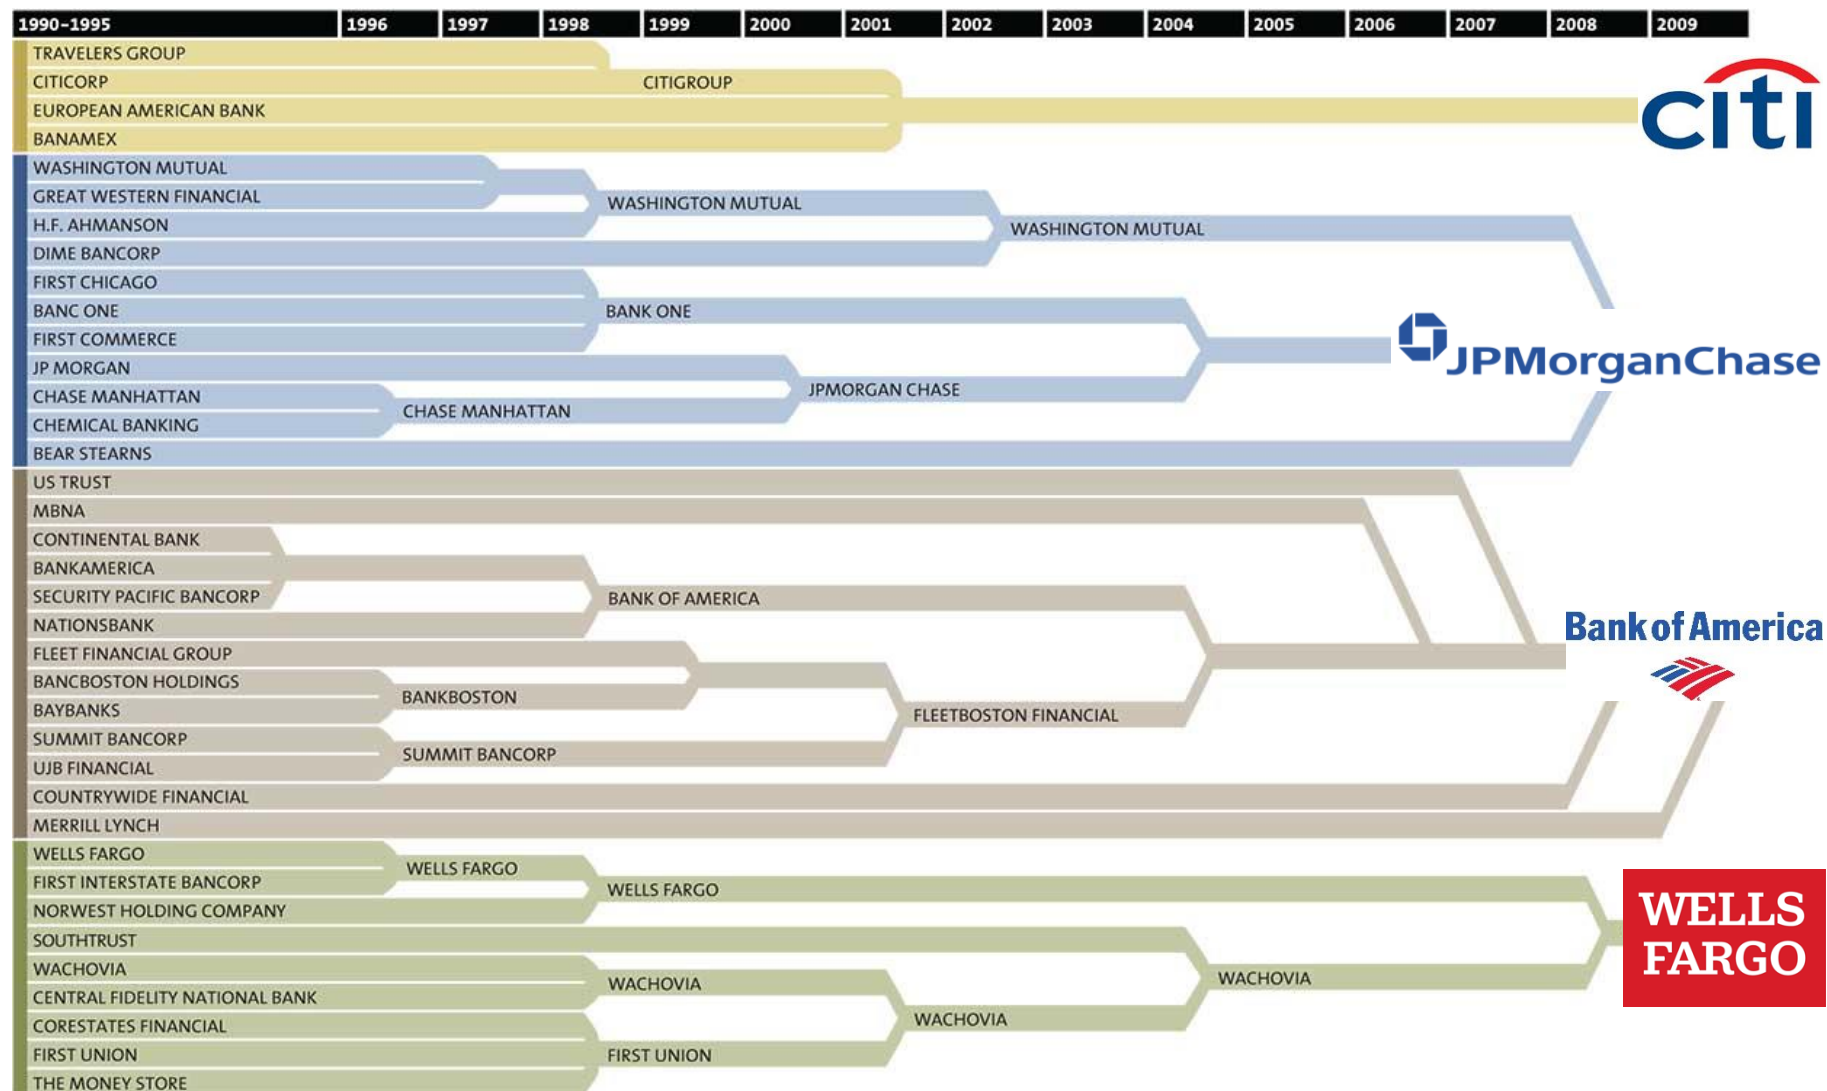 1990-1995 1996 1997 1998 1999 2000 2001 2002 2003 2004 2005 2006 2007 2008 2009
TRAVELERS GROUP
CITICORP CITIGROUP
EUROPEAN AMERICAN BANK
citi
BANAMEX
WASHINGTON MUTUAL
GREAT WESTERN FINANCIAL
WASHINGTON MUTUAL
H.F. AHMANSON
WASHINGTON MUTUAL
DIME BANCORP
FIRST CHICAGO
BANC ONE BANK ONE
FIRST COMMERCE
JPMorganChase
JP MORGAN
JPMORGAN CHASE
CHASE MANHATTAN
CHASE MANHATTAN
CHEMICAL BANKING
BEAR STEARNS
US TRUST
MBNA
CONTINENTAL BANK
BANKAMERICA
SECURITY PACIFIC BANCORP BANK OF AMERICA
NATIONSBANK
Bank of America
FLEET FINANCIAL GROUP
BANCBOSTON HOLDINGS
BANKBOSTON
BAYBANKS
FLEETBOSTON FINANCIAL
SUMMIT BANCORP
SUMMIT BANCORP
UJB FINANCIAL
COUNTRYWIDE FINANCIAL
MERRILL LYNCH
WELLS FARGO
WELLS FARGO
FIRST INTERSTATE BANCORP
WELLS FARGO
NORWEST HOLDING COMPANY
WELLS
FARGO
SOUTHTRUST
WACHOVIA
WACHOVIA
WACHOVIA
CENTRAL FIDELITY NATIONAL BANK
WACHOVIA
CORESTATES FINANCIAL
FIRST UNION FIRST UNION
THE MONEY STORE